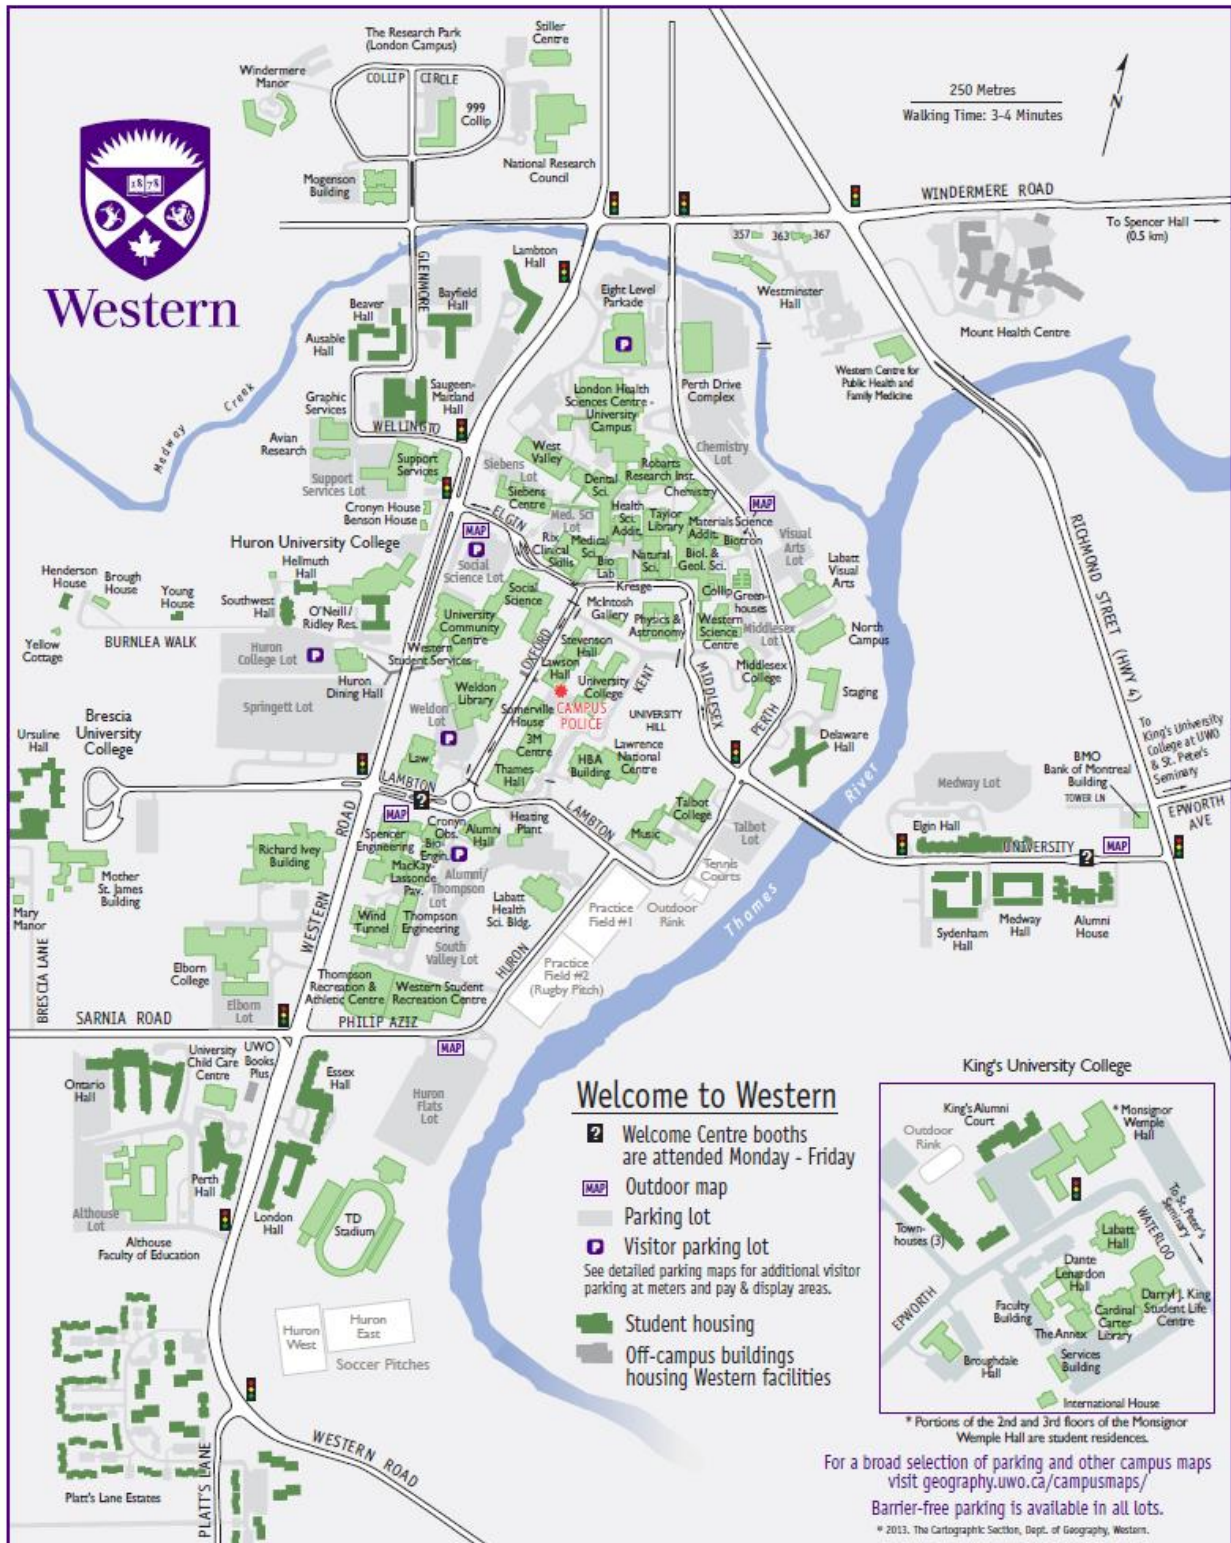 The Research Park
(London Campus)
Stiller
Centre
Windermere
Manor
COLLIP CIRCLE
999
Collip
250 Metres
Walking Time: 3-4 Minutes
N
1878
Western
Mogenson
Building
National Research
Council
WINDERMERE ROAD
To Spencer Hall
(0.5 km)
357
363
367
GLENMORE
Lambton
Hall
Beaver
Hall
Bayfield
Hall
Eight Level
Parkade
Westminster
Hall
Mount Health Centre
Ausable
Hall
Medway Creek
Graphic
Services
Saugeen-
Maitland
Hall
London Health
Sciences Centre -
University
Campus
Perth Drive
Complex
Western Centre for
Public Health and
Family Medicine
WELLINGTO
Avian
Research
Support
Services Lot
Support
Services
Siebens
Lot
West
Valley
Robarts
Research Inst.
Chemistry
Lot
Dental
Sci.
Siebens
Centre
Chemistry
MAP
Cronyn House
Benson House
ELGIN
Med. Sci
Lot
Health
Sci.
Addit.
Taylor
Library
Materials Science
Addit.
Biotron
Visual
Arts Lot
MAP
Huron University College
Social
Science Lot
Rix
Clinical
Skills
Medical
Sci.
Bio
Lab
Natural
Sci.
Biol. &
Geol. Sci.
Labatt
Visual
Arts
RICHMOND STREET (HWY 4)
Henderson
House
Brough
House
Young
House
Hellmuth
Hall
Southwest
Hall
O'Neill/
Ridley Res.
Social
Science
Kresge
Collip
Green-
houses
McIntosh
Gallery
Physics &
Astronomy
Western
Science
Centre
Middlesex
Lot
North
Campus
University
Community
Centre
OXFORD
Stevenson
Hall
Yellow
Cottage
BURNLEA WALK
Huron
College Lot
Western
Student Services
Lawson
Hall
University
College
KENT
MIDDLESEX
Middlesex
College
Huron
Dining Hall
Weldon
Library
Staging
Springett Lot
Weldon
Lot
Somerville
House
CAMPUS
POLICE
UNIVERSITY
HILL
PERTH
Brescia
University
College
Ursuline
Hall
3M
Centre
HBA
Building
Lawrence
National
Centre
Delaware
Hall
To
King's University
College at UWO
& St. Peter's
Seminary
Law
Thames
Hall
LAMBTON
BMO
Bank of Montreal
Building
Medway Lot
TOWER LN
EPWORTH
AVE
MAP
Cronyn
Obs.
Heating
Plant
LAMBTON
Talbot
College
Elgin Hall
UNIVERSITY
MAP
Spencer
Engineering
Bio
Engin.
Alumni
Hall
Music
Talbot
Lot
Richard Ivey
Building
MacKay-
Lassonde
Pav.
Alumni/
Thompson
Lot
Tennis
Courts
Mother
St. James
Building
WESTERN ROAD
Labatt
Health
Sci. Bldg.
Practice
Field #1
Outdoor
Rink
Thames River
Sydenham
Hall
Medway
Hall
Alumni
House
Mary
Manor
Wind
Tunnel
Thompson
Engineering
BRESCIA LANE
Elborn
College
South
Valley Lot
HURON
Practice
Field #2
(Rugby Pitch)
Thompson
Recreation &
Athletic Centre
Western Student
Recreation Centre
Elborn
Lot
SARNIA ROAD
PHILIP AZIZ
MAP
University
Child Care
Centre
UWO
Books
Plus
Essex
Hall
Ontario
Hall
Huron
Flats
Lot
Perth
Hall
Althouse
Lot
London
Hall
TD
Stadium
Althouse
Faculty of Education
Huron
West
Huron
East
Soccer Pitches
Platt's Lane Estates
PLATT'S LANE
WESTERN ROAD
Welcome to Western
? Welcome Centre booths
are attended Monday - Friday
MAP Outdoor map
Parking lot
P Visitor parking lot
See detailed parking maps for additional visitor
parking at meters and pay & display areas.
Student housing
Off-campus buildings
housing Western facilities
King's University College
King's Alumni
Court
* Monsignor
Wemple
Hall
Outdoor
Rink
To St. Peter's
Seminary
Town-
houses (3)
Labatt
Hall
WATERLOO
Dante
Lenardon
Hall
EPWORTH
Faculty
Building
Cardinal
Carter
Library
Darryl J. King
Student Life
Centre
The Annex
Broughdale
Hall
Services
Building
International House
* Portions of the 2nd and 3rd floors of the Monsignor
Wemple Hall are student residences.
For a broad selection of parking and other campus maps
visit geography.uwo.ca/campusmaps/
Barrier-free parking is available in all lots.
© 2013. The Cartographic Section, Dept. of Geography, Western.